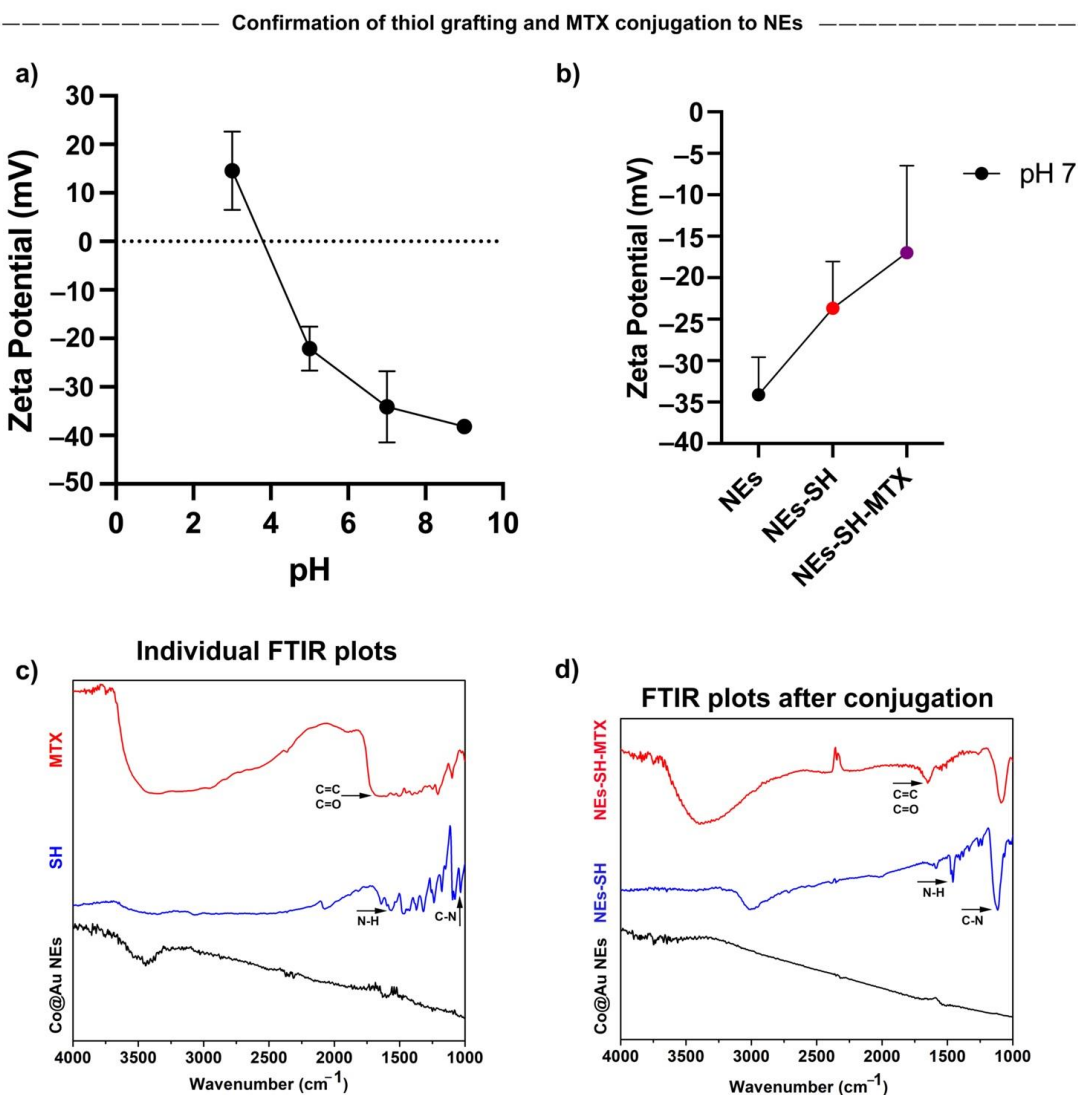 Confirmation of thiol grafting and MTX conjugation to NEs
a)
30
20
10
0
–10
–20
–30
–40
–50
Zeta Potential (mV)
0 2 4 6 8 10
pH
b)
0
–5
–10
–15
–20
–25
–30
–35
–40
Zeta Potential (mV)
NEs
NEs-SH
NEs-SH-MTX
pH 7
c)
Individual FTIR plots
MTX
SH
Co@Au NEs
C=C
C=O
N-H
C-N
4000 3500 3000 2500 2000 1500 1000
Wavenumber (cm⁻¹)
d)
FTIR plots after conjugation
NEs-SH-MTX
NEs-SH
Co@Au NEs
C=C
C=O
N-H
C-N
4000 3500 3000 2500 2000 1500 1000
Wavenumber (cm⁻¹)